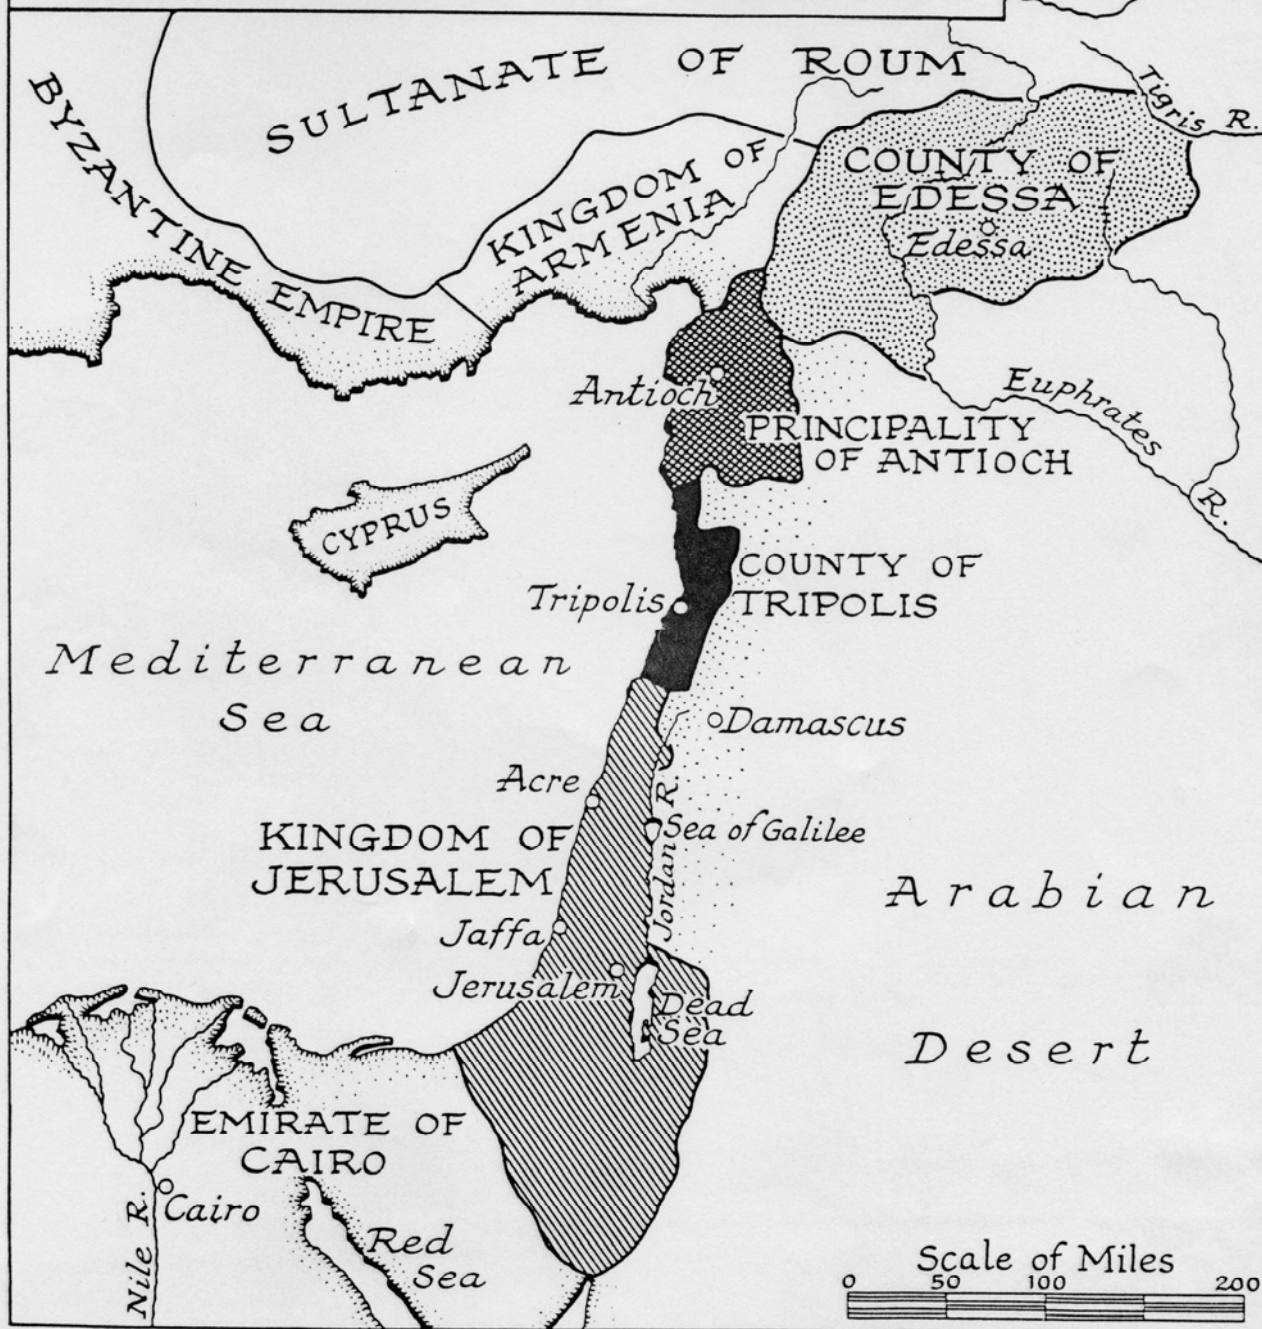 SULTANATE OF ROUM
BYZANTINE EMPIRE
KINGDOM OF
ARMENIA
Tigris R.
COUNTY OF
EDESSA
Edessa
Antioch
PRINCIPALITY
OF ANTIOCH
Euphrates R.
CYPRUS
COUNTY OF
TRIPOLIS
Tripolis
Mediterranean
Sea
Damascus
Acre
Jordan R.
Sea of Galilee
KINGDOM OF
JERUSALEM
Arabian
Desert
Jaffa
Jerusalem
Dead
Sea
EMIRATE OF
CAIRO
Cairo
Nile R.
Red
Sea
Scale of Miles
0 50 100 200